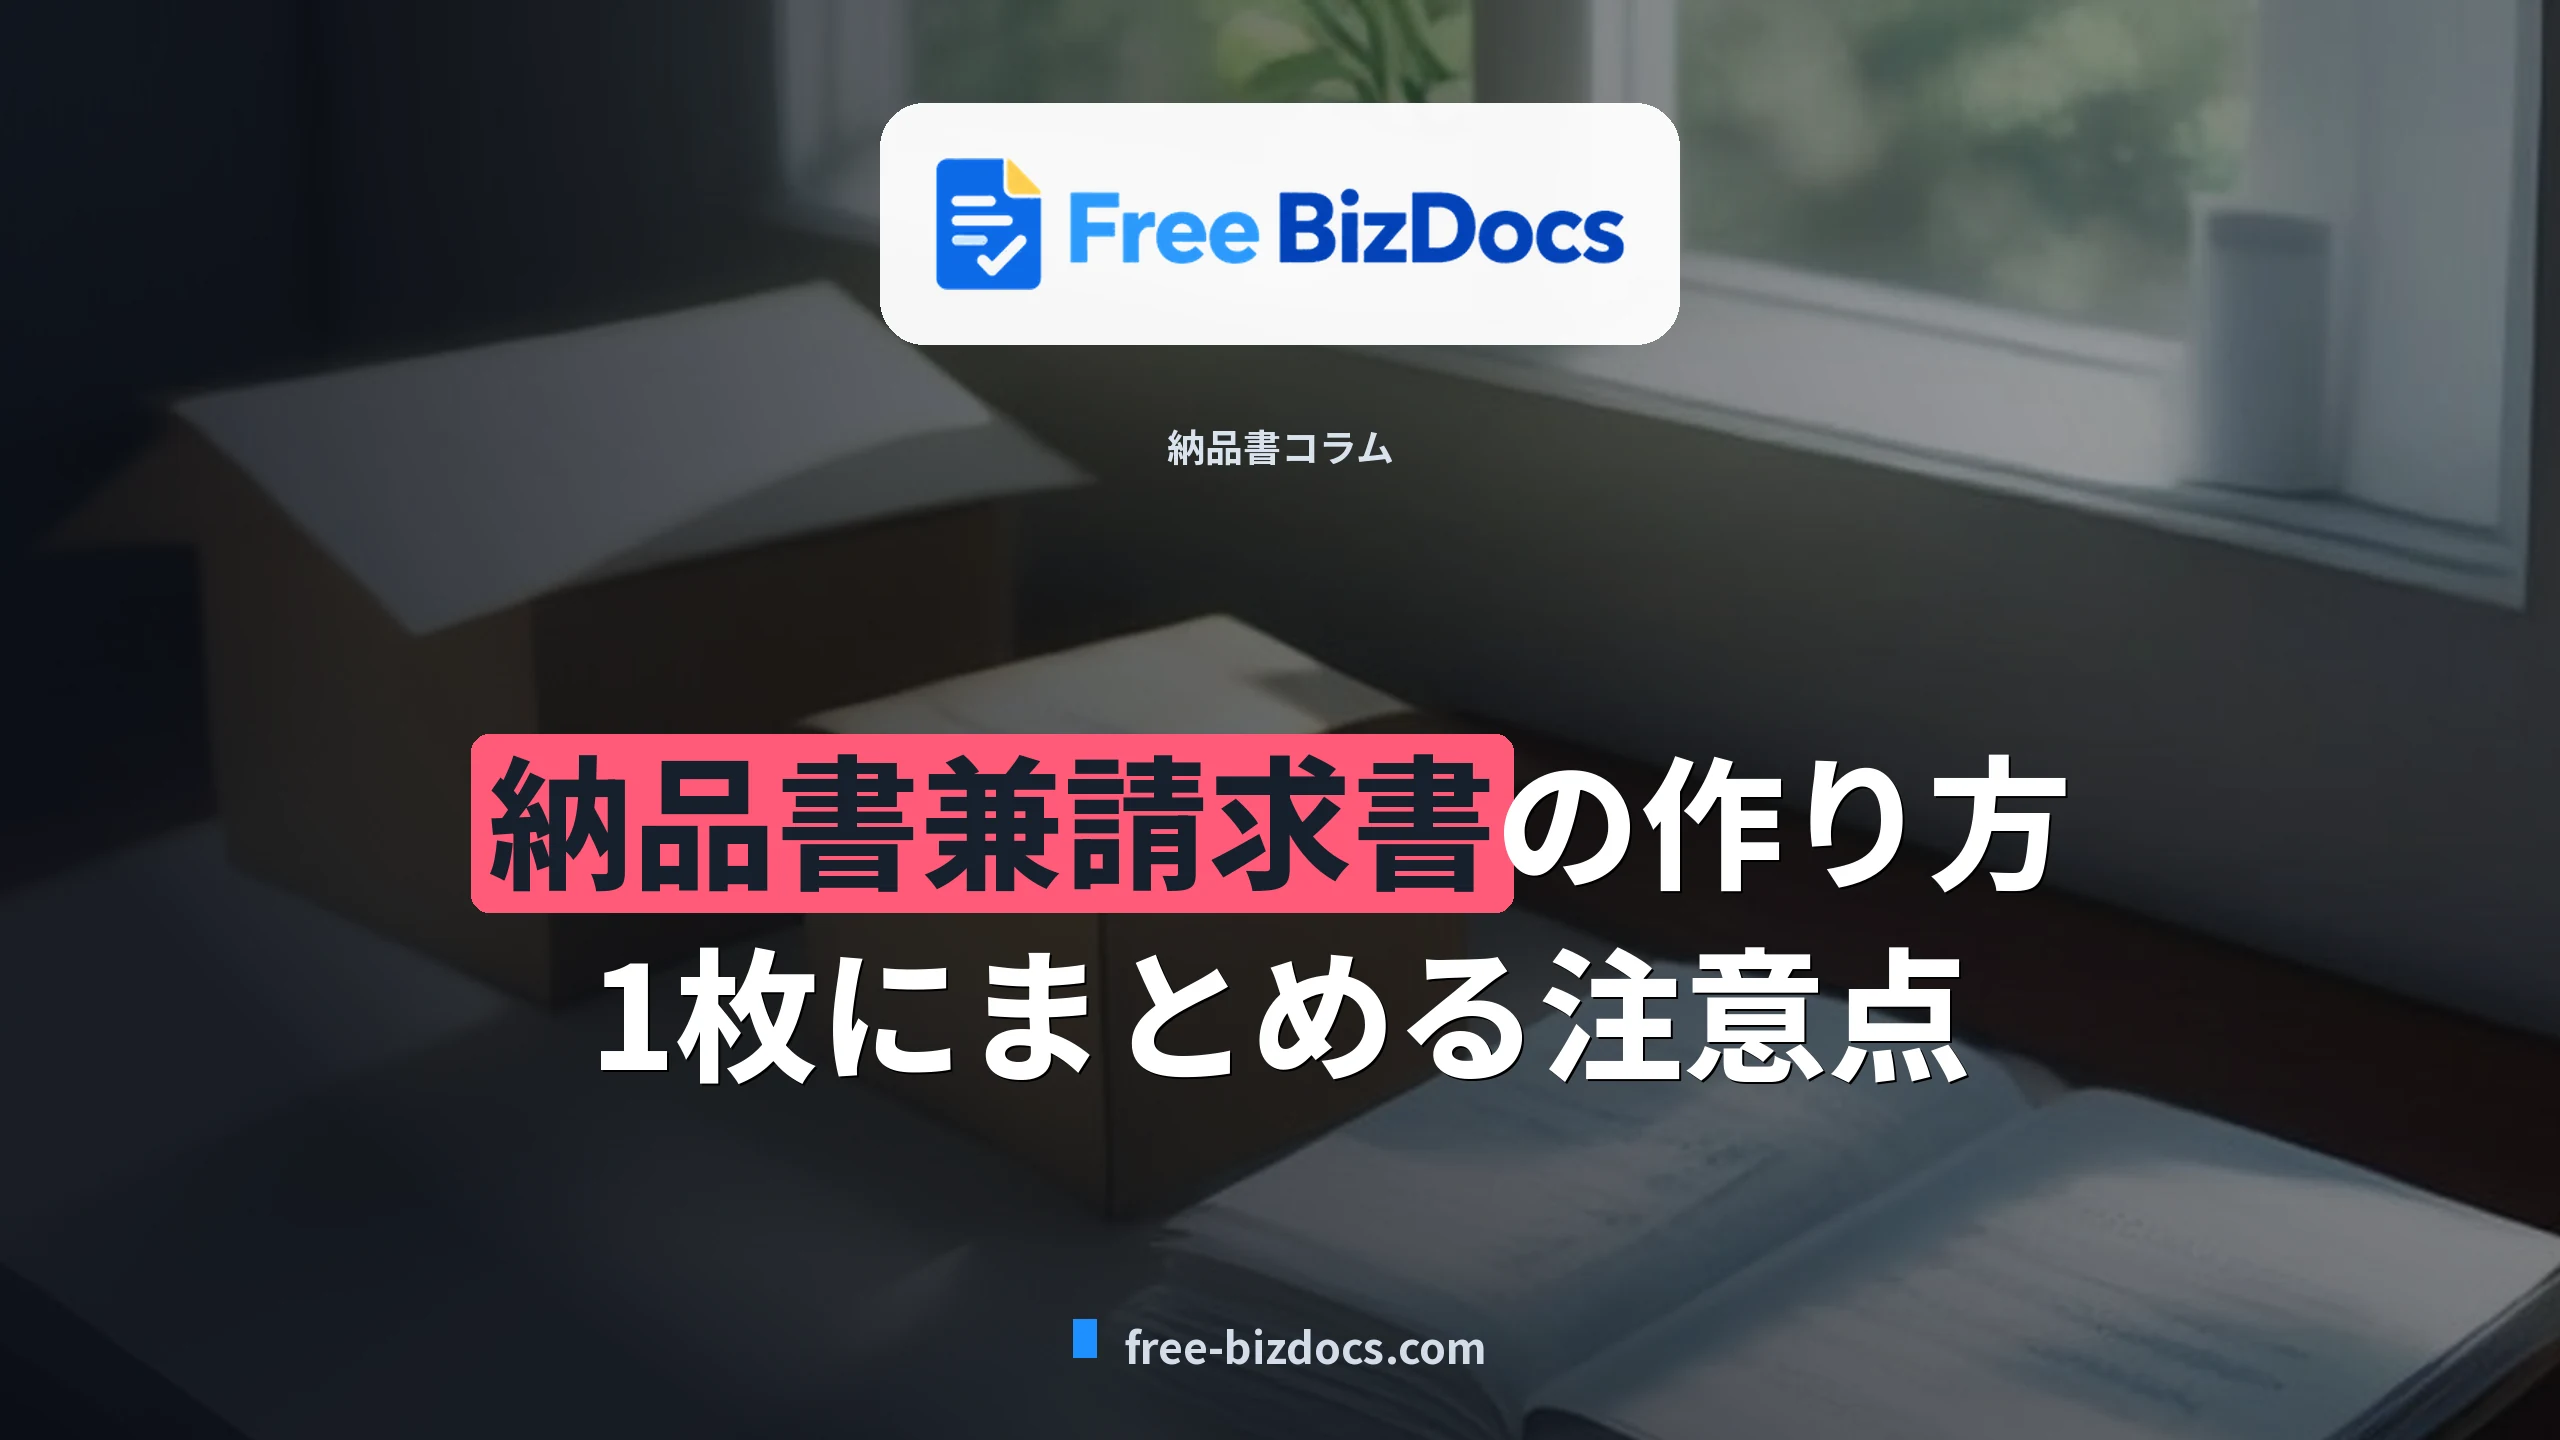 Free BizDocs
納品書コラム
納品書兼請求書の作り方
1枚にまとめる注意点
free-bizdocs.com